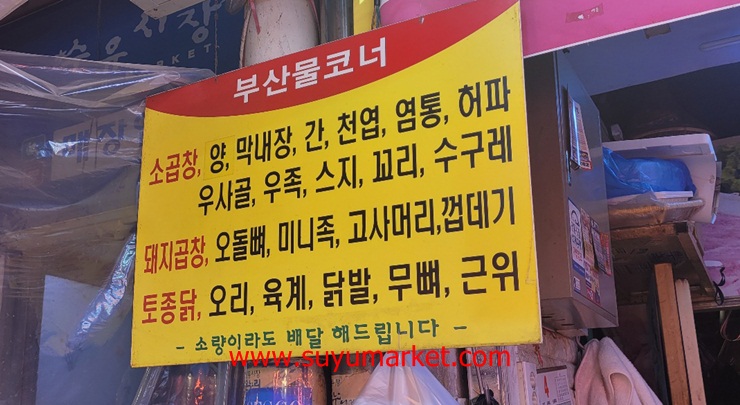 부산물코너
소곱창, 양, 막내장, 간, 천엽, 염통, 허파
우사골, 우족, 스지, 꼬리, 수구레
돼지곱창, 오돌뼈, 미니족, 고사머리,껍데기
토종닭, 오리, 육계, 닭발, 무뼈, 근위
- 소량이라도 배달 해드립니다 -
www.suyumarket.com